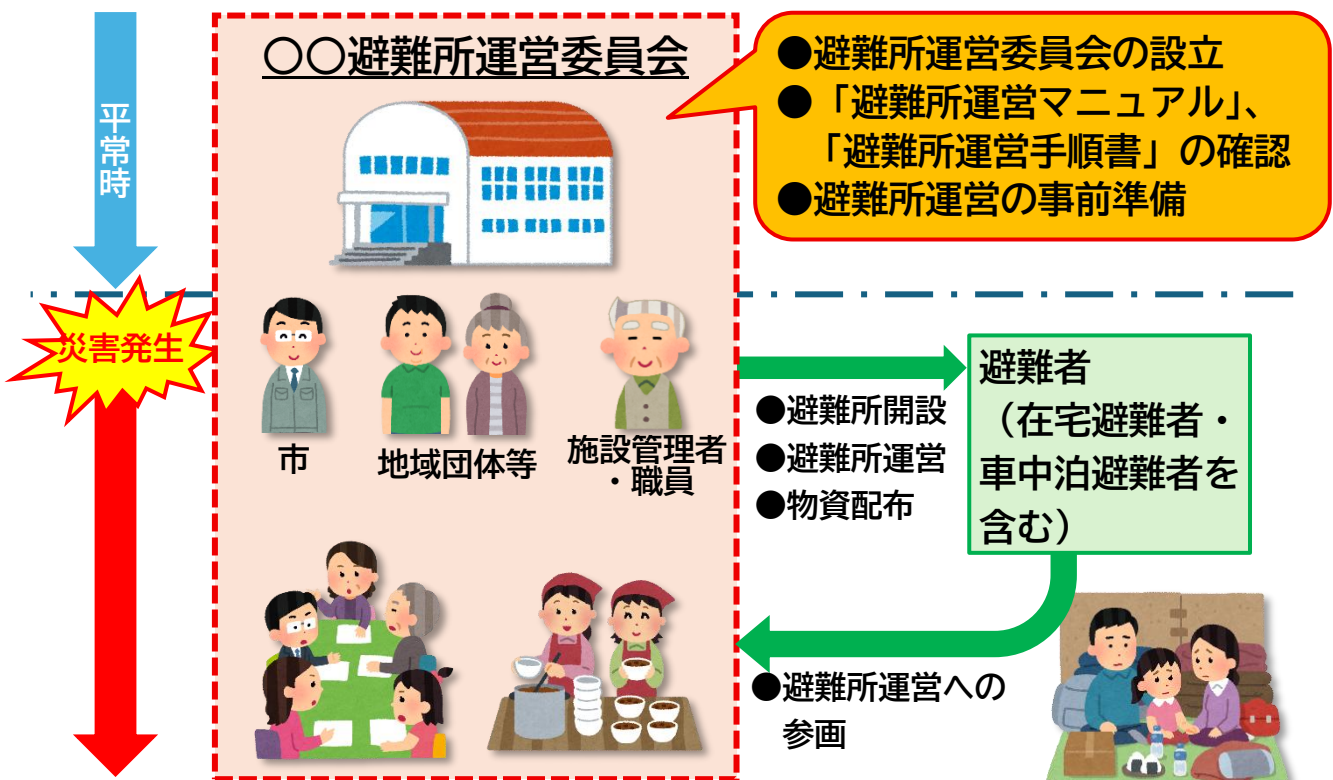 〇〇避難所運営委員会
●避難所運営委員会の設立
●「避難所運営マニュアル」、
「避難所運営手順書」の確認
●避難所運営の事前準備
平常時
災害発生
市
地域団体等
施設管理者
・職員
●避難所開設
●避難所運営
●物資配布
避難者
（在宅避難者・
車中泊避難者を
含む）
●避難所運営への
参画